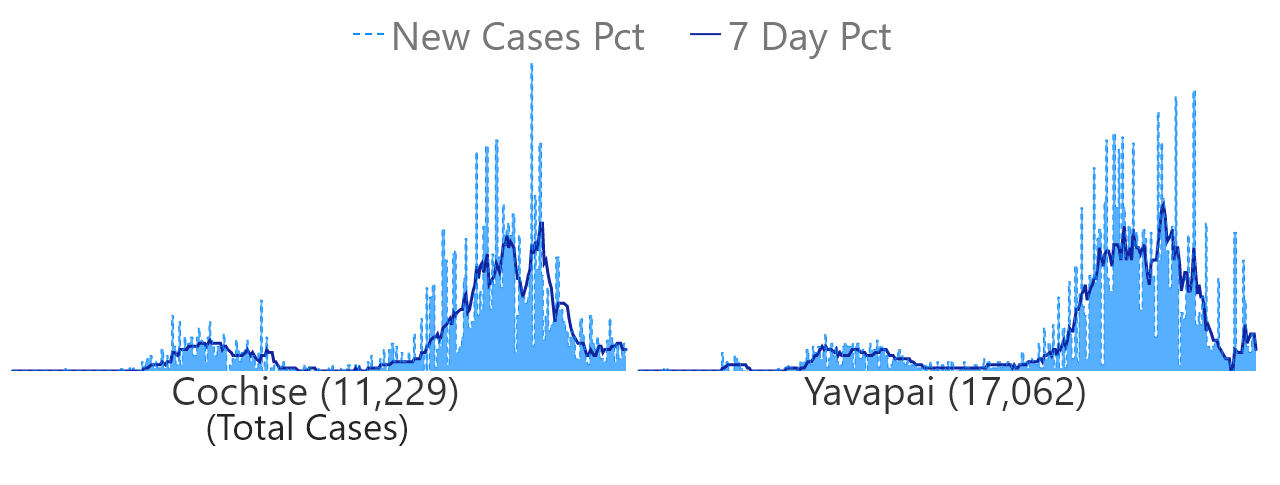 New Cases Pct 7 Day Pct
Cochise (11,229) Yavapai (17,062)
(Total Cases)